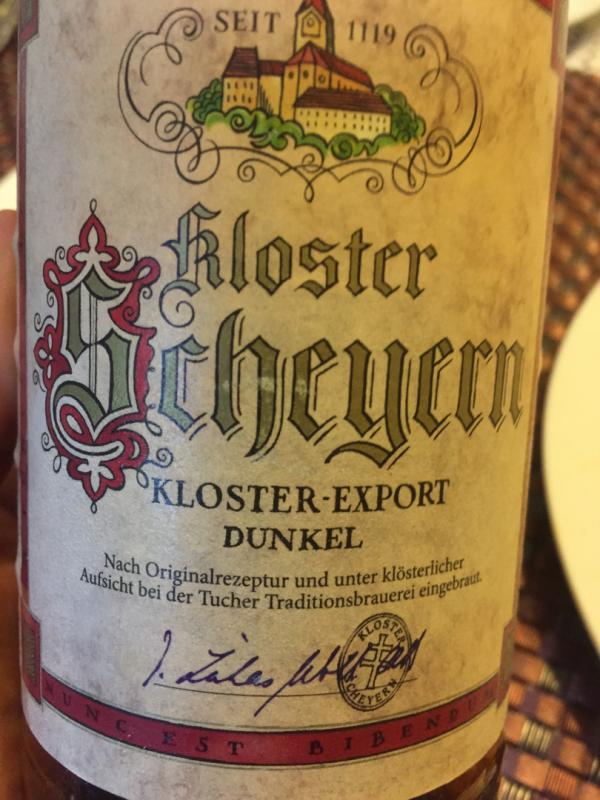 SEIT 1119
Kloster
Scheyern
KLOSTER-EXPORT
DUNKEL
Nach Originalrezeptur und unter klösterlicher
Aufsicht bei der Tucher Traditionsbrauerei eingebraut.
KLOSTER
SCHEYERN
NUNC EST BIBENDUM